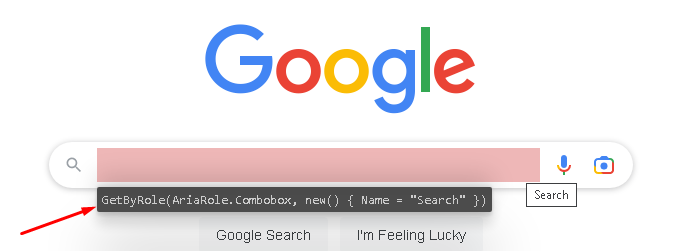 Google
GetByRole(AriaRole.Combobox, new() { Name = "Search" })
Search
Google Search
I'm Feeling Lucky